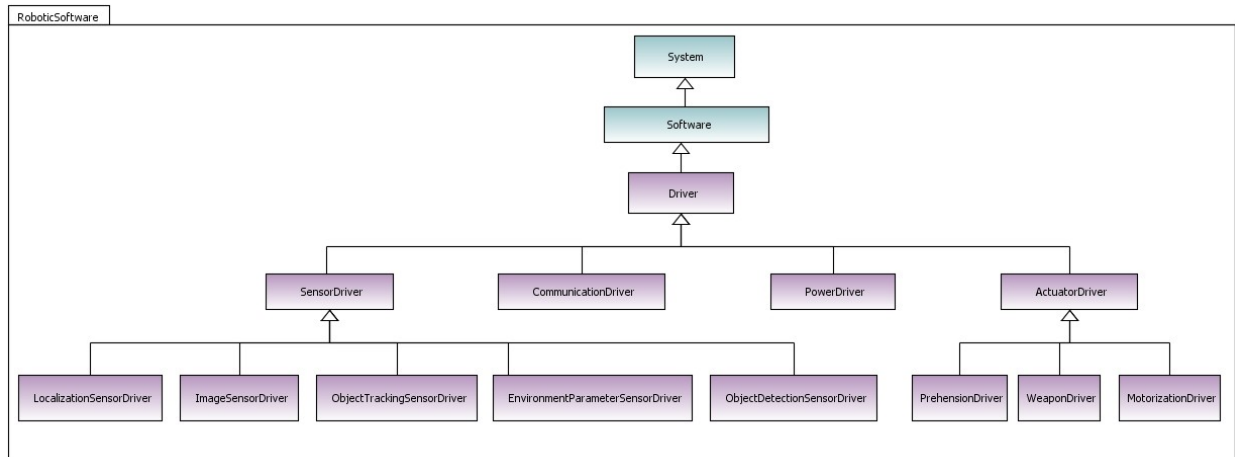 RoboticSoftware
System
Software
Driver
SensorDriver
CommunicationDriver
PowerDriver
ActuatorDriver
LocalizationSensorDriver
ImageSensorDriver
ObjectTrackingSensorDriver
EnvironmentParameterSensorDriver
ObjectDetectionSensorDriver
PrehensionDriver
WeaponDriver
MotorizationDriver